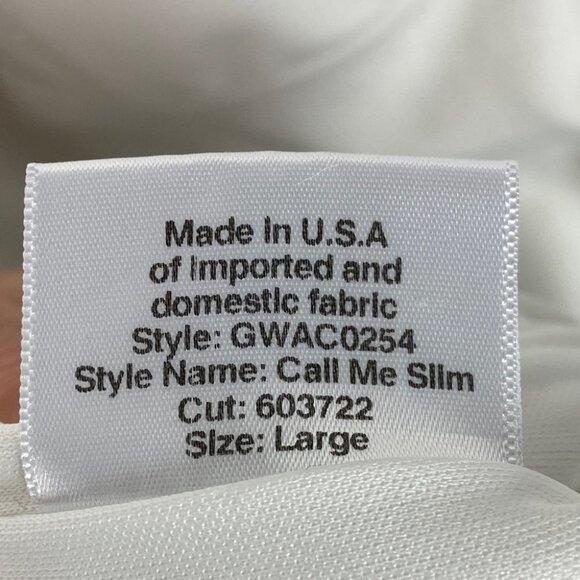 Made In U.S.A
of Imported and
domestic fabric
Style: GWAC0254
Style Name: Call Me Slim
Cut: 603722
Size: Large